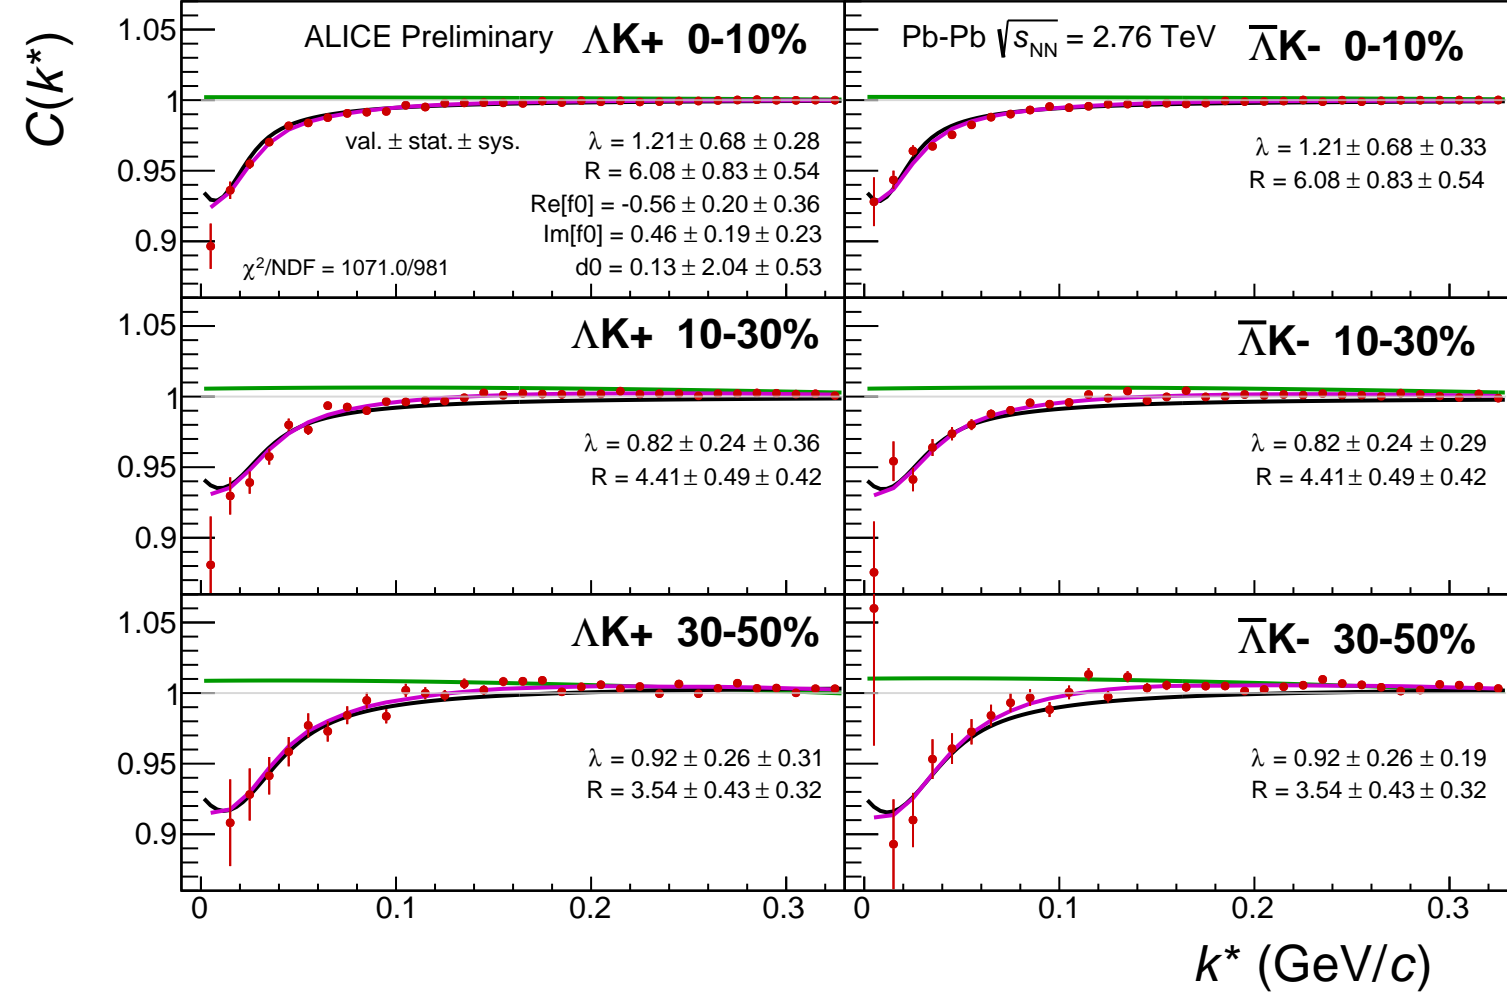 C(k*)
ALICE Preliminary ΛK+ 0-10%
val. ± stat. ± sys.
λ = 1.21 ± 0.68 ± 0.28
R = 6.08 ± 0.83 ± 0.54
Re[f0] = -0.56 ± 0.20 ± 0.36
Im[f0] = 0.46 ± 0.19 ± 0.23
χ²/NDF = 1071.0/981
d0 = 0.13 ± 2.04 ± 0.53
1.05
1
0.95
0.9
Pb-Pb √s_NN = 2.76 TeV Λ̅K- 0-10%
λ = 1.21 ± 0.68 ± 0.33
R = 6.08 ± 0.83 ± 0.54
ΛK+ 10-30%
λ = 0.82 ± 0.24 ± 0.36
R = 4.41 ± 0.49 ± 0.42
1.05
1
0.95
0.9
Λ̅K- 10-30%
λ = 0.82 ± 0.24 ± 0.29
R = 4.41 ± 0.49 ± 0.42
ΛK+ 30-50%
λ = 0.92 ± 0.26 ± 0.31
R = 3.54 ± 0.43 ± 0.32
1.05
1
0.95
0.9
Λ̅K- 30-50%
λ = 0.92 ± 0.26 ± 0.19
R = 3.54 ± 0.43 ± 0.32
0 0.1 0.2 0.3
0 0.1 0.2 0.3
k* (GeV/c)